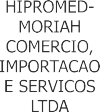 HIPROMED-
MORIAH
COMERCIO,
IMPORTACAO
E SERVICOS
LTDA